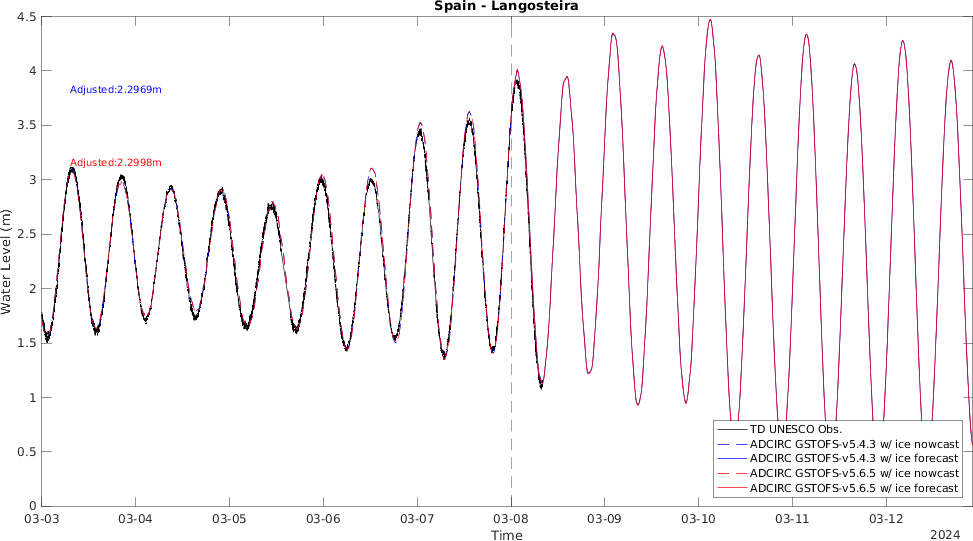 Spain - Langosteira
4.5
4
3.5
3
2.5
2
1.5
1
0.5
0
Water Level (m)
Adjusted:2.2969m
Adjusted:2.2998m
TD UNESCO Obs.
ADCIRC GSTOFS-v5.4.3 w/ ice nowcast
ADCIRC GSTOFS-v5.4.3 w/ ice forecast
ADCIRC GSTOFS-v5.6.5 w/ ice nowcast
ADCIRC GSTOFS-v5.6.5 w/ ice forecast
03-03 03-04 03-05 03-06 03-07 03-08 03-09 03-10 03-11 03-12
Time
2024